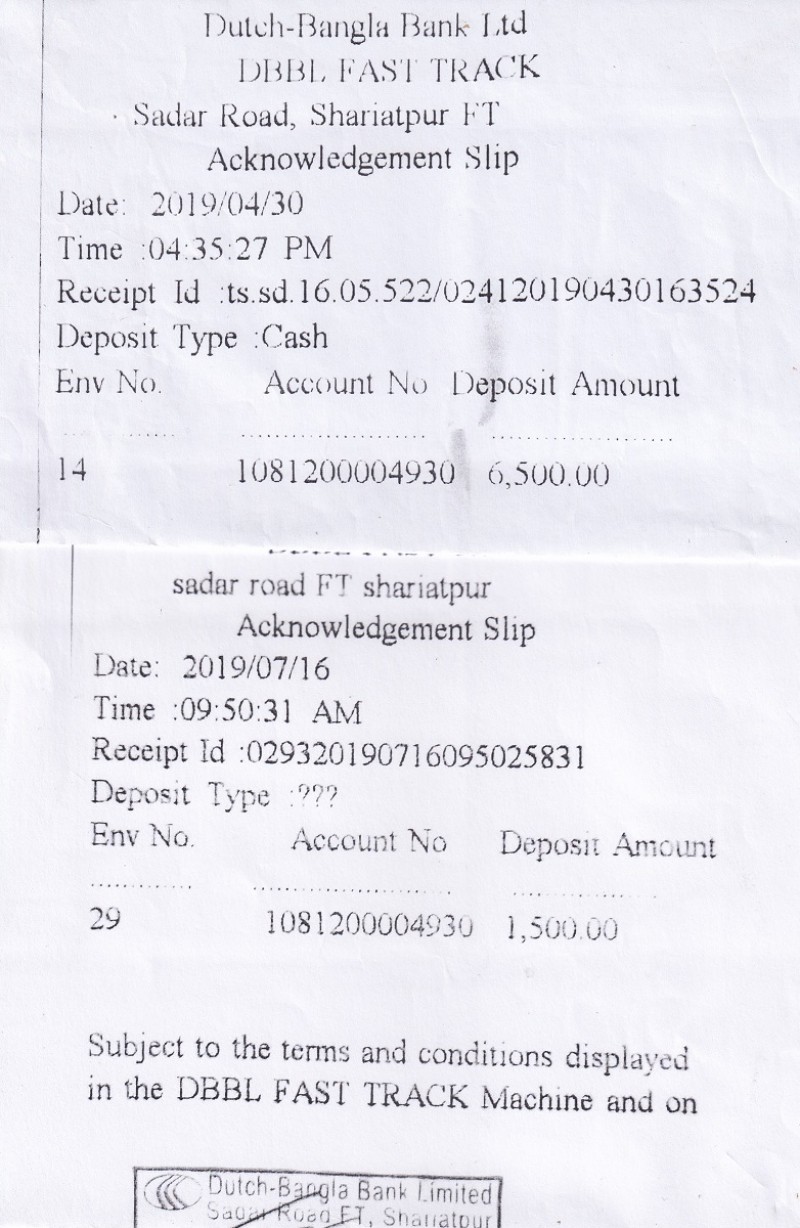 Dutch-Bangla Bank Ltd
DBBL FAST TRACK
Sadar Road, Shariatpur FT
Acknowledgement Slip
Date: 2019/04/30
Time :04:35:27 PM
Receipt Id :ts.sd.16.05.522/0241201904301635​24
Deposit Type :Cash
Env No. Account No Deposit Amount
14 1081200004930 6,500.00
sadar road FT shariatpur
Acknowledgement Slip
Date: 2019/07/16
Time :09:50:31 AM
Receipt Id :029320190716095025831
Deposit Type :???
Env No. Account No Deposit Amount
29 1081200004930 1,500.00
Subject to the terms and conditions displayed
in the DBBL FAST TRACK Machine and on
Dutch-Bangla Bank Limited
Sadar Road FT, Shariatpur